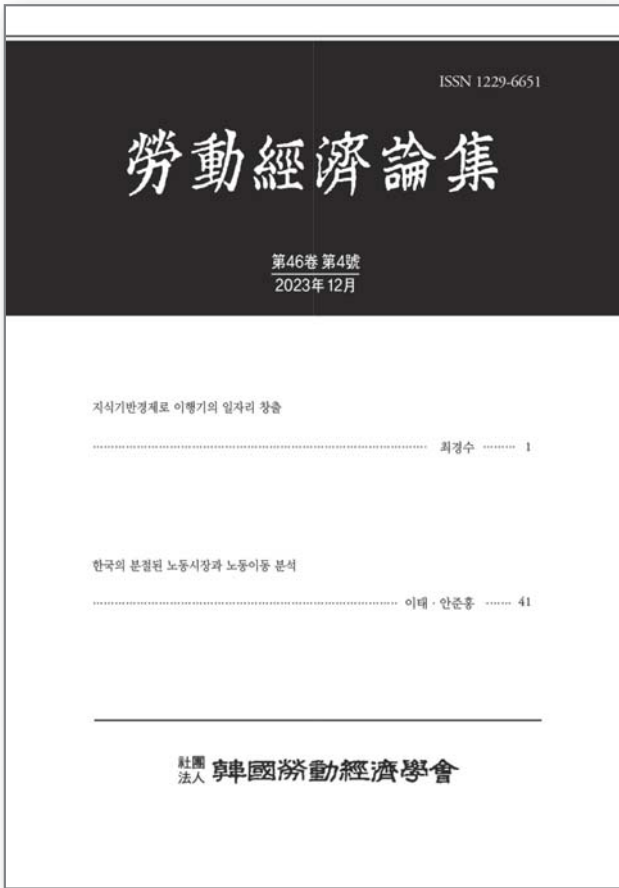 ISSN 1229-6651
勞動經濟論集
第46卷 第4號
2023年 12月
지식기반경제로 이행기의 일자리 창출
최경수 1
한국의 분절된 노동시장과 노동이동 분석
이태 · 안준홍 41
社團法人 韓國勞動經濟學會